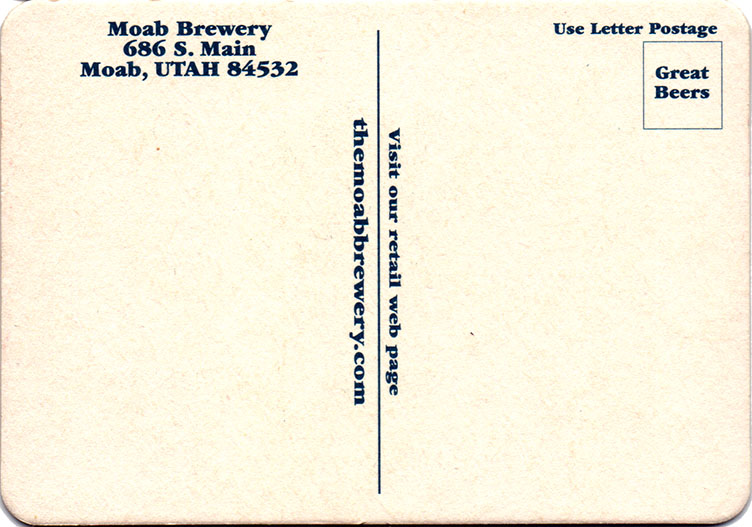 Moab Brewery
686 S. Main
Moab, UTAH 84532
themoabbrewery.com
Visit our retail web page
Use Letter Postage
Great
Beers